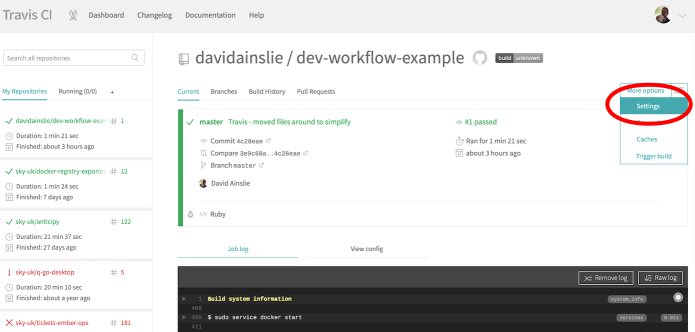 Travis CI
Dashboard Changelog Documentation Help
Search all repositories
davidainslie / dev-workflow-example build unknown
My Repositories Running (0/0) +
Current Branches Build History Pull Requests
More options
Settings
Caches
Trigger build
davidainslie/dev-workflow-exam # 1
Duration: 1 min 21 sec
Finished: about 3 hours ago
sky-uk/docker-registry-exporter # 12
Duration: 1 min 24 sec
Finished: 7 days ago
sky-uk/anticipy # 122
Duration: 21 min 37 sec
Finished: 27 days ago
sky-uk/q-go-desktop # 5
Duration: 20 min 10 sec
Finished: about a year ago
sky-uk/tickets-ember-ops # 181
master Travis - moved files around to simplify
Commit 4c28eae
Compare 3e9c68a..4c28eae
Branch master
David Ainslie
Ruby
#1 passed
Ran for 1 min 21 sec
about 3 hours ago
Job log View config
Remove log Raw log
1 Build system information system_info
408
409 $ sudo service docker start services 0.01s
411